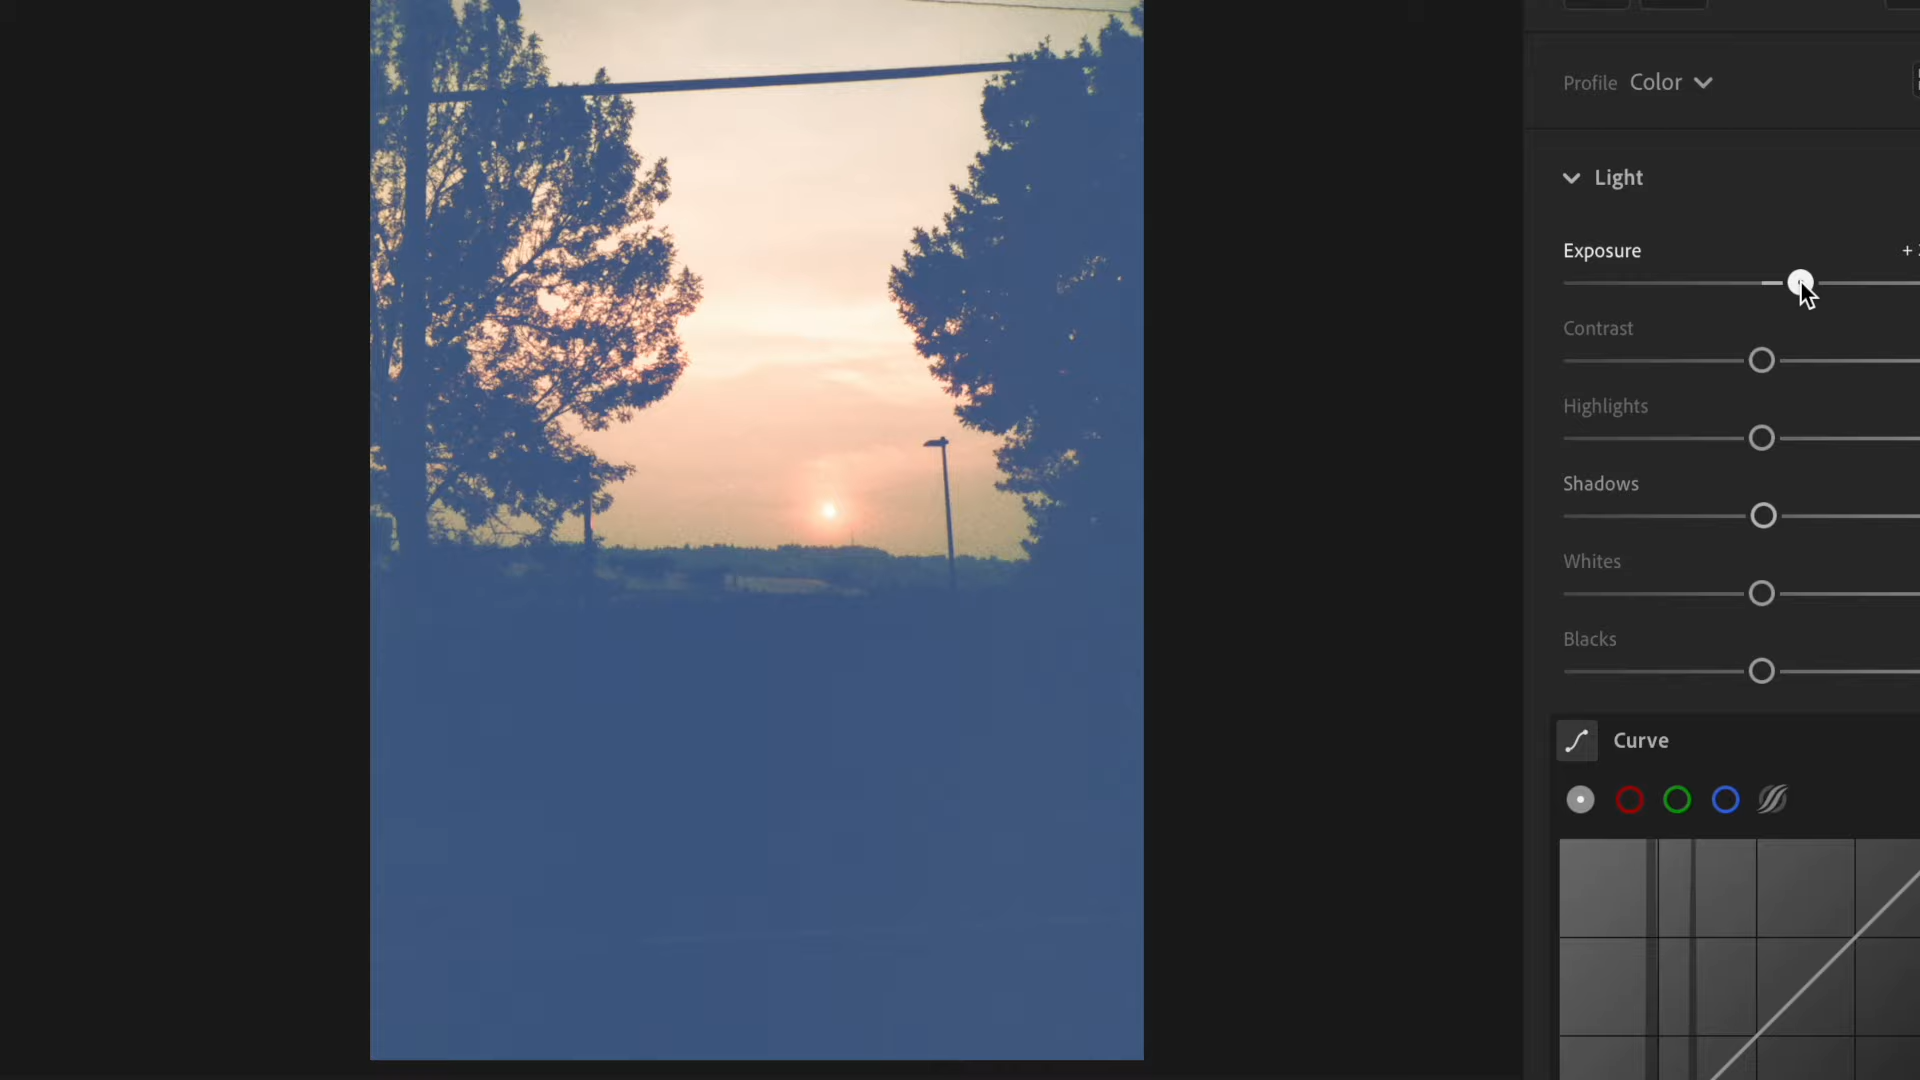 Profile Color
Light
Exposure +
Contrast
Highlights
Shadows
Whites
Blacks
Curve